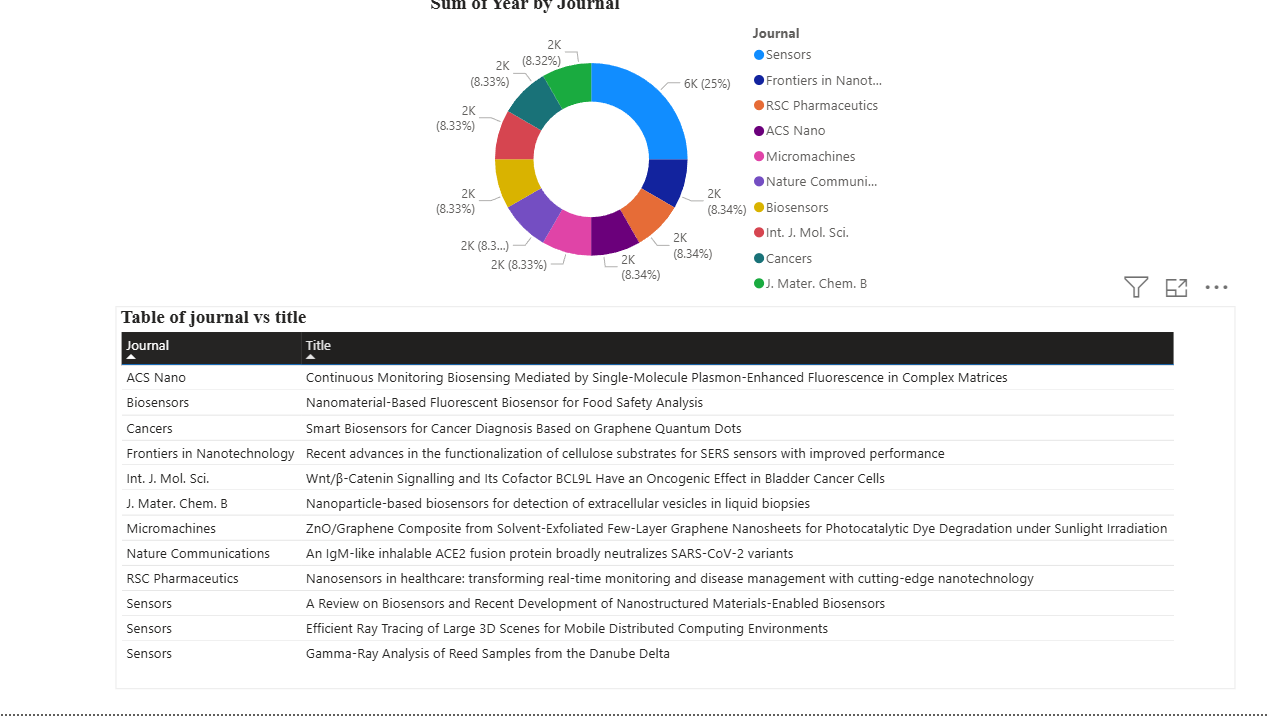 Sum of Year by Journal
Journal
Sensors
Frontiers in Nanot...
RSC Pharmaceutics
ACS Nano
Micromachines
Nature Communi...
Biosensors
Int. J. Mol. Sci.
Cancers
J. Mater. Chem. B
6K (25%)
2K
(8.34%)
2K
(8.34%)
2K
(8.34%)
2K (8.33%)
2K (8.3...)
2K
(8.33%)
2K
(8.33%)
2K
(8.33%)
2K
(8.32%)
Table of journal vs title
Journal Title
ACS Nano Continuous Monitoring Biosensing Mediated by Single-Molecule Plasmon-Enhanced Fluorescence in Complex Matrices
Biosensors Nanomaterial-Based Fluorescent Biosensor for Food Safety Analysis
Cancers Smart Biosensors for Cancer Diagnosis Based on Graphene Quantum Dots
Frontiers in Nanotechnology Recent advances in the functionalization of cellulose substrates for SERS sensors with improved performance
Int. J. Mol. Sci. Wnt/β-Catenin Signalling and Its Cofactor BCL9L Have an Oncogenic Effect in Bladder Cancer Cells
J. Mater. Chem. B Nanoparticle-based biosensors for detection of extracellular vesicles in liquid biopsies
Micromachines ZnO/Graphene Composite from Solvent-Exfoliated Few-Layer Graphene Nanosheets for Photocatalytic Dye Degradation under Sunlight Irradiation
Nature Communications An IgM-like inhalable ACE2 fusion protein broadly neutralizes SARS-CoV-2 variants
RSC Pharmaceutics Nanosensors in healthcare: transforming real-time monitoring and disease management with cutting-edge nanotechnology
Sensors A Review on Biosensors and Recent Development of Nanostructured Materials-Enabled Biosensors
Sensors Efficient Ray Tracing of Large 3D Scenes for Mobile Distributed Computing Environments
Sensors Gamma-Ray Analysis of Reed Samples from the Danube Delta